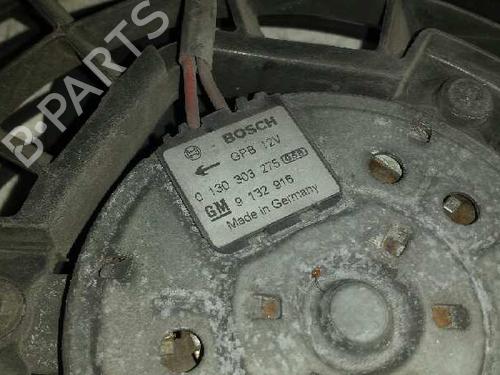 B-PARTS
BOSCH
GPB 12V
0 130 303 275
GM 9 132 916
Made in Germany